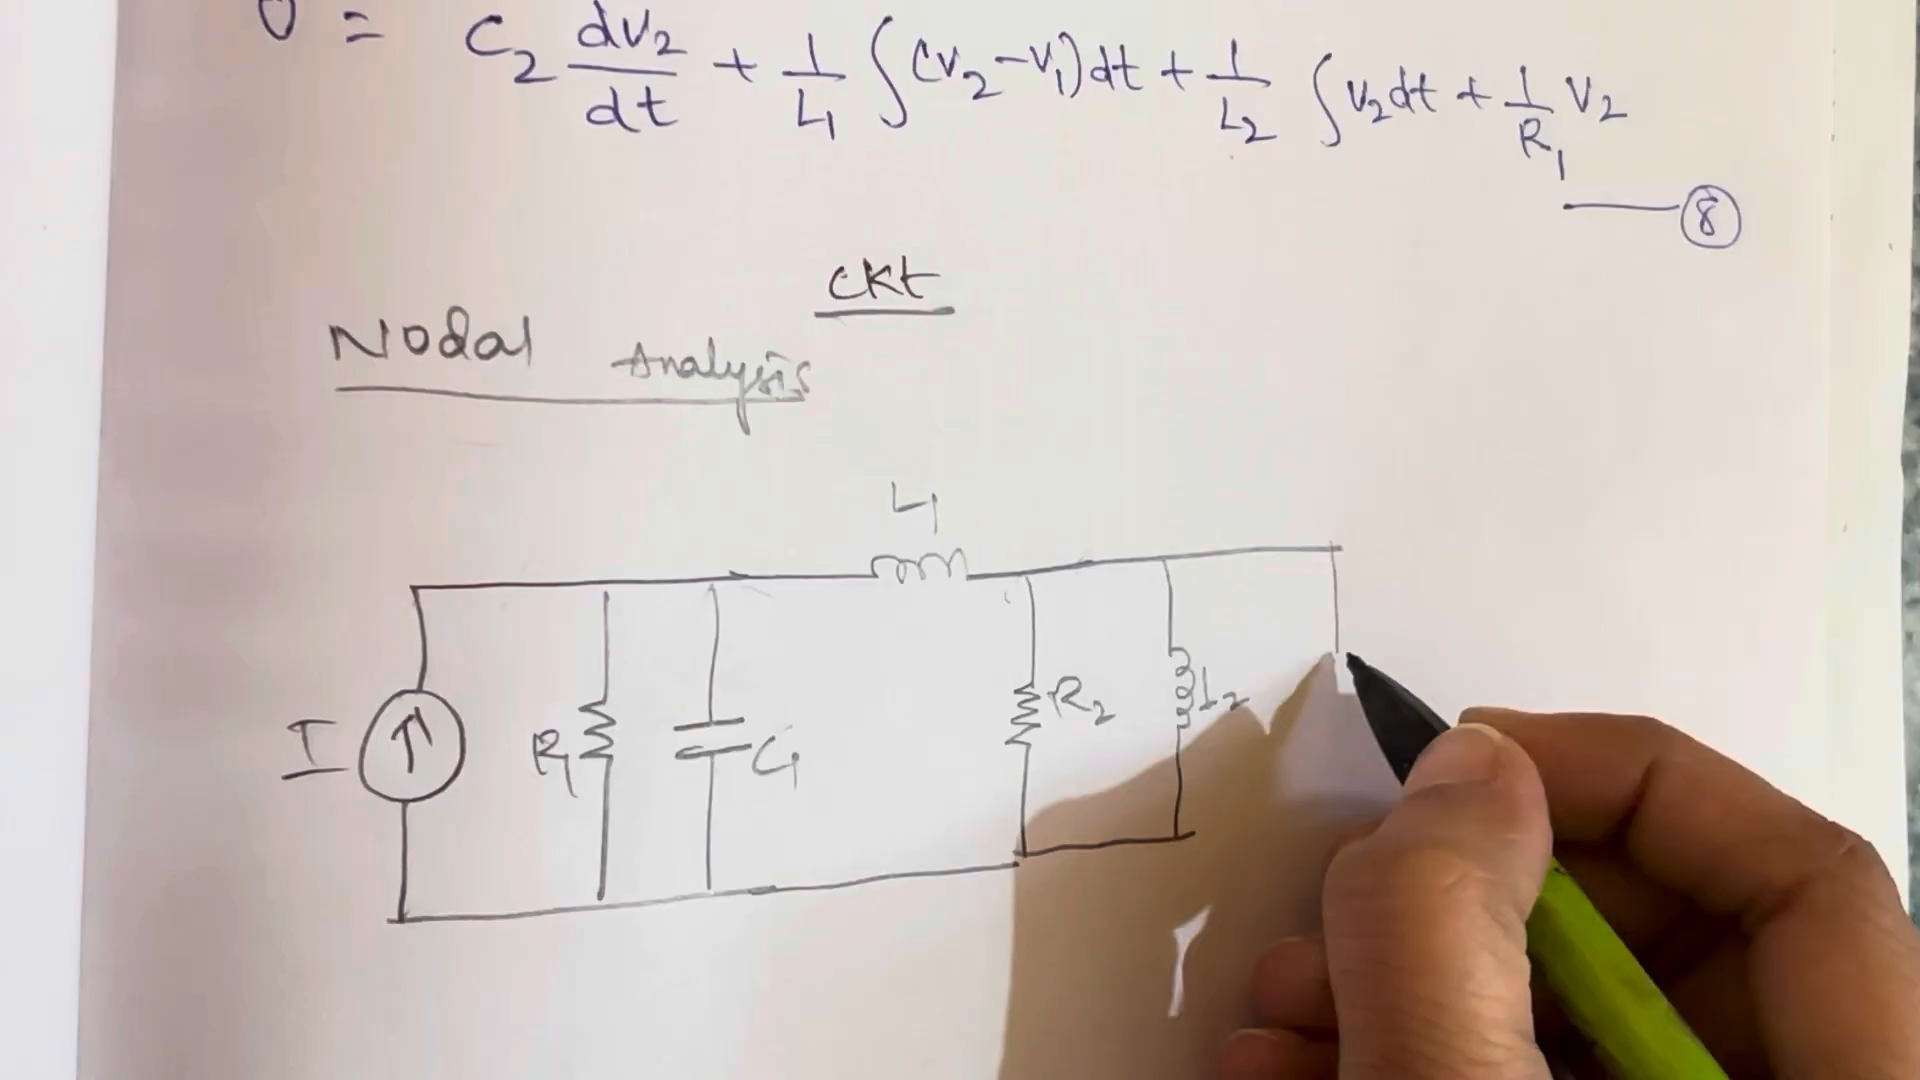 0 = C₂ dv₂/dt + 1/L₁ ∫(v₂-v₁)dt + 1/L₂ ∫v₂dt + 1/R₁ V₂
8
ckt
Nodal Analysis
L₁
I
R₁
C₁
R₂
L₂